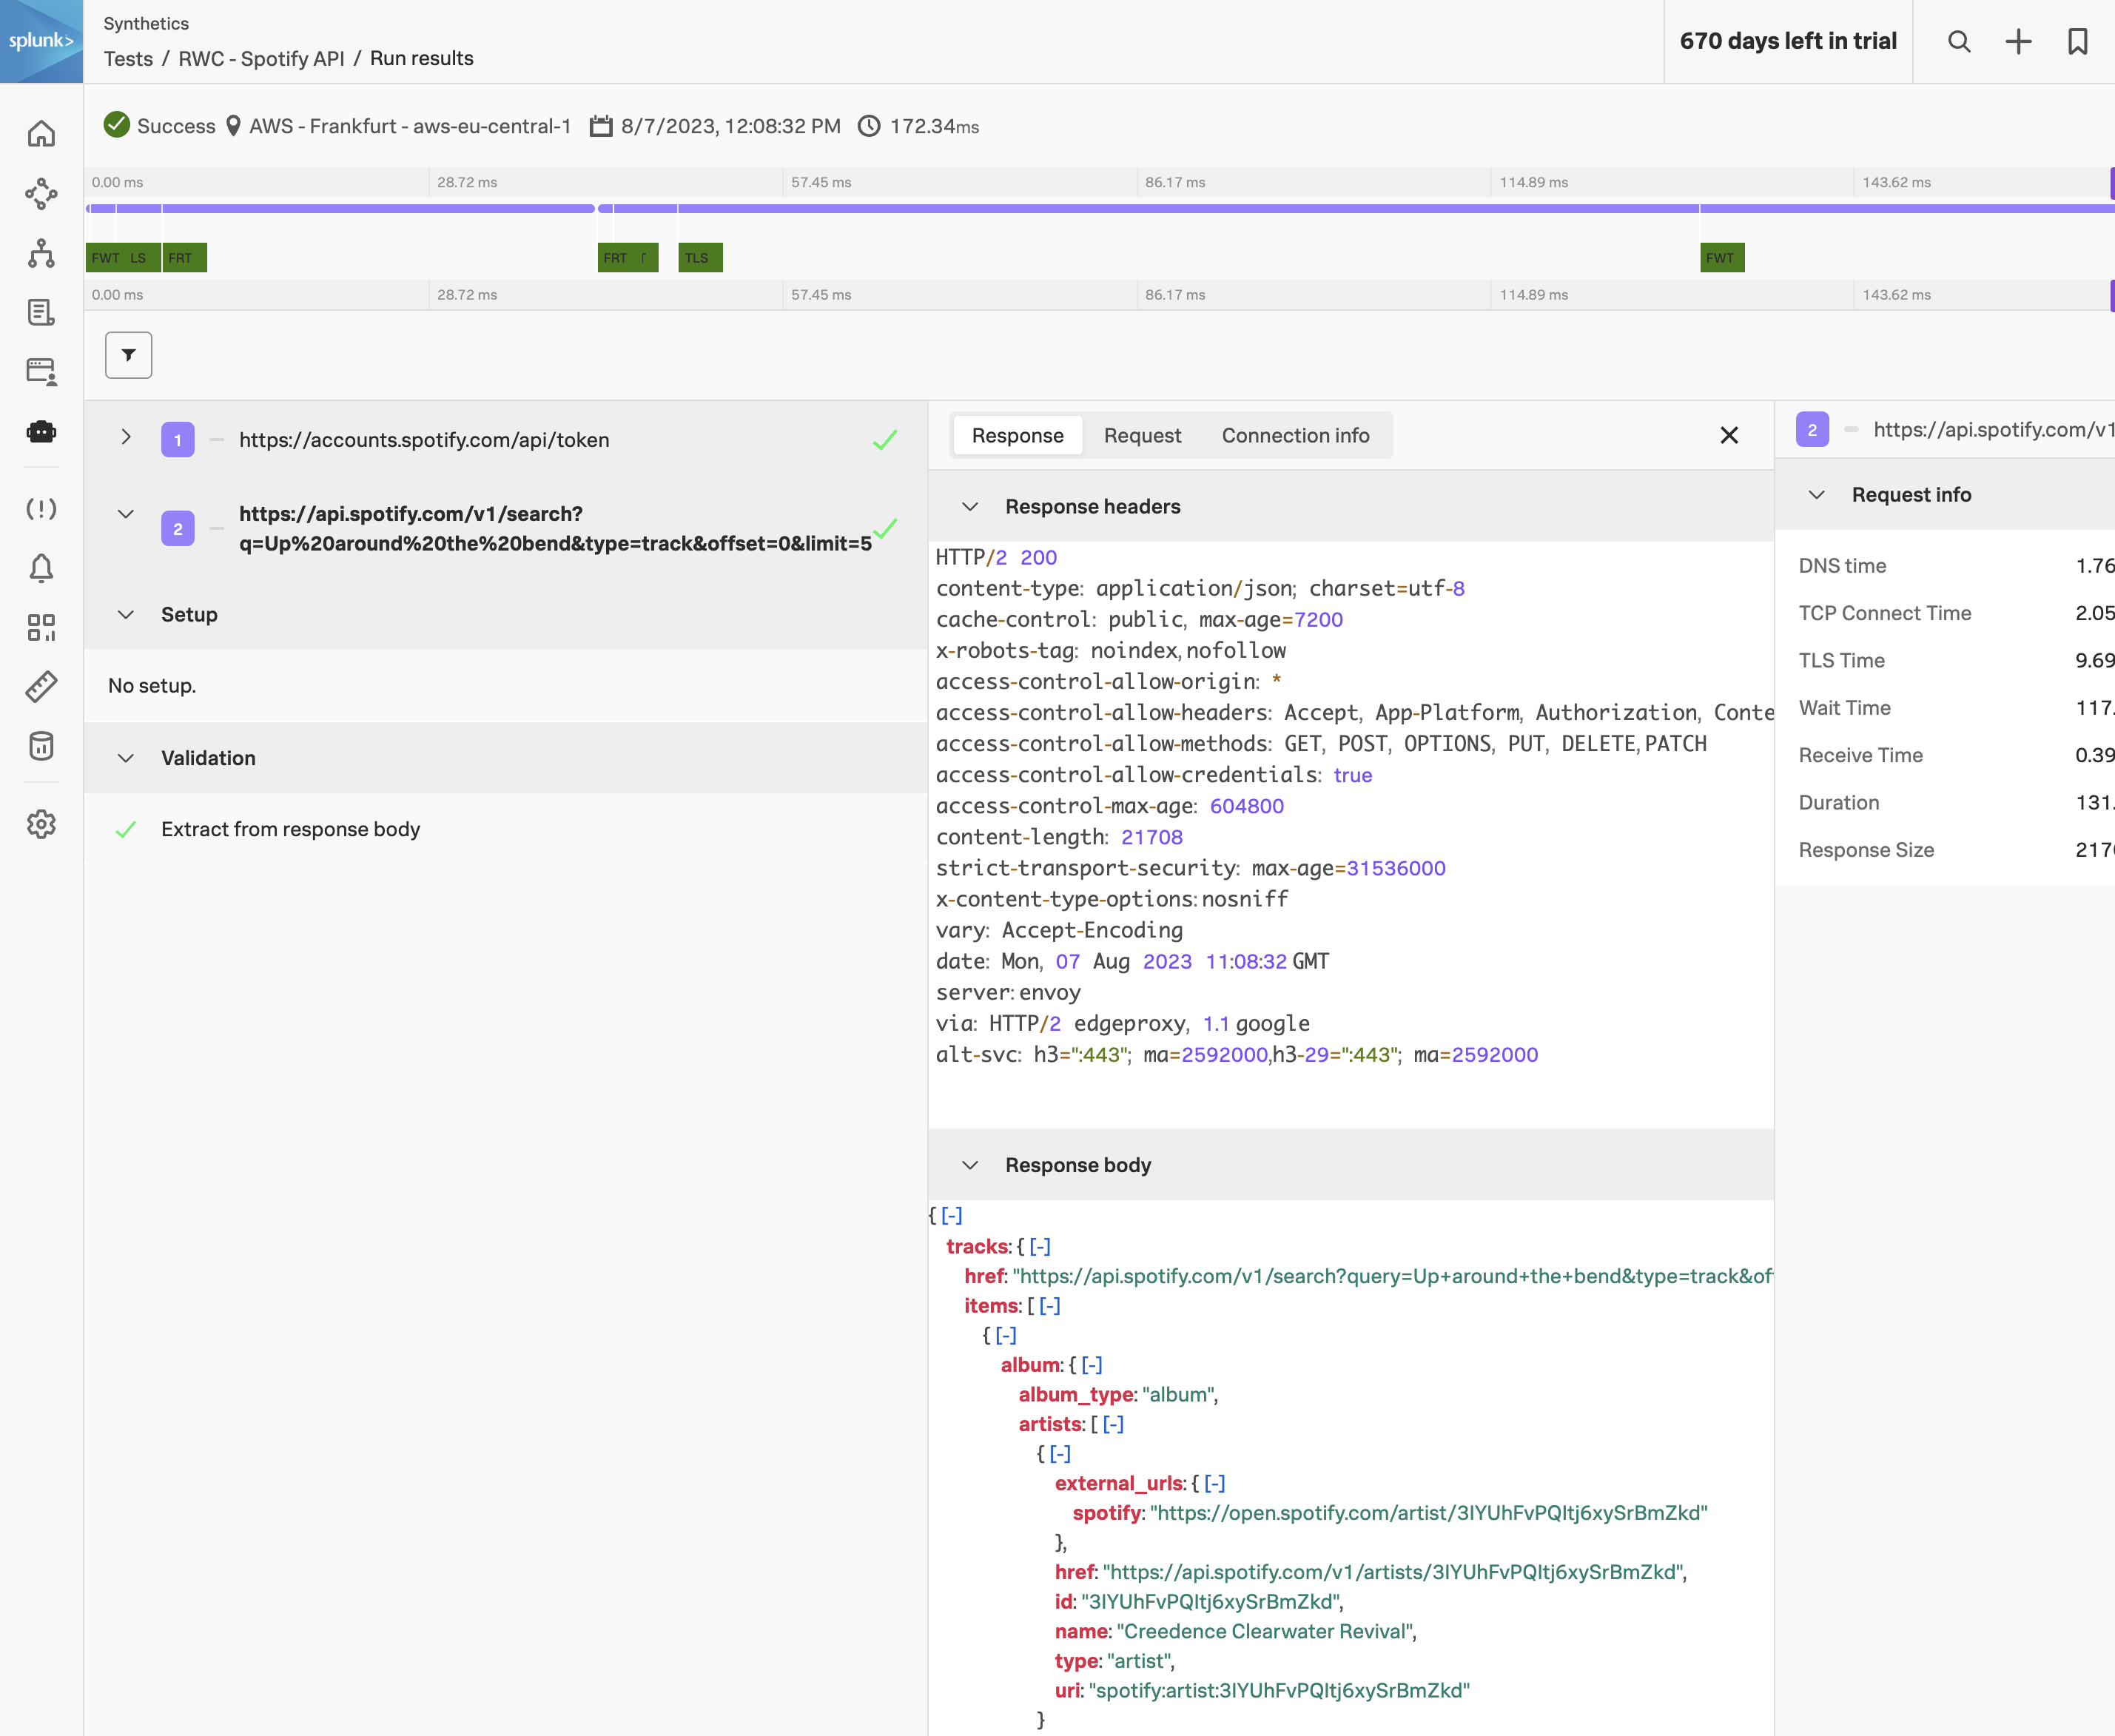 splunk>
Synthetics
Tests / RWC - Spotify API / Run results
670 days left in trial
Success AWS - Frankfurt - aws-eu-central-1 8/7/2023, 12:08:32 PM 172.34ms
0.00 ms 28.72 ms 57.45 ms 86.17 ms 114.89 ms 143.62 ms
FWT LS FRT FRT TLS FWT
0.00 ms 28.72 ms 57.45 ms 86.17 ms 114.89 ms 143.62 ms
1 https://accounts.spotify.com/api/token
2 https://api.spotify.com/v1/search?
q=Up%20around%20the%20bend&type=track&offset=0&limit=5
Setup
No setup.
Validation
Extract from response body
Response Request Connection info
Response headers
HTTP/2 200
content-type: application/json; charset=utf-8
cache-control: public, max-age=7200
x-robots-tag: noindex,nofollow
access-control-allow-origin: *
access-control-allow-headers: Accept, App-Platform, Authorization, Conte
access-control-allow-methods: GET, POST, OPTIONS, PUT, DELETE,PATCH
access-control-allow-credentials: true
access-control-max-age: 604800
content-length: 21708
strict-transport-security: max-age=31536000
x-content-type-options:nosniff
vary: Accept-Encoding
date: Mon, 07 Aug 2023 11:08:32 GMT
server:envoy
via: HTTP/2 edgeproxy, 1.1 google
alt-svc: h3=":443"; ma=2592000,h3-29=":443"; ma=2592000
Response body
{ [-]
tracks: { [-]
href: "https://api.spotify.com/v1/search?query=Up+around+the+bend&type=track&of
items: [ [-]
{ [-]
album: { [-]
album_type: "album",
artists: [ [-]
{ [-]
external_urls: { [-]
spotify: "https://open.spotify.com/artist/3IYUhFvPQItj6xySrBmZkd"
},
href: "https://api.spotify.com/v1/artists/3IYUhFvPQItj6xySrBmZkd",
id: "3IYUhFvPQItj6xySrBmZkd",
name: "Creedence Clearwater Revival",
type: "artist",
uri: "spotify:artist:3IYUhFvPQItj6xySrBmZkd"
}
2 https://api.spotify.com/v1
Request info
DNS time 1.76
TCP Connect Time 2.05
TLS Time 9.69
Wait Time 117.
Receive Time 0.39
Duration 131.
Response Size 217